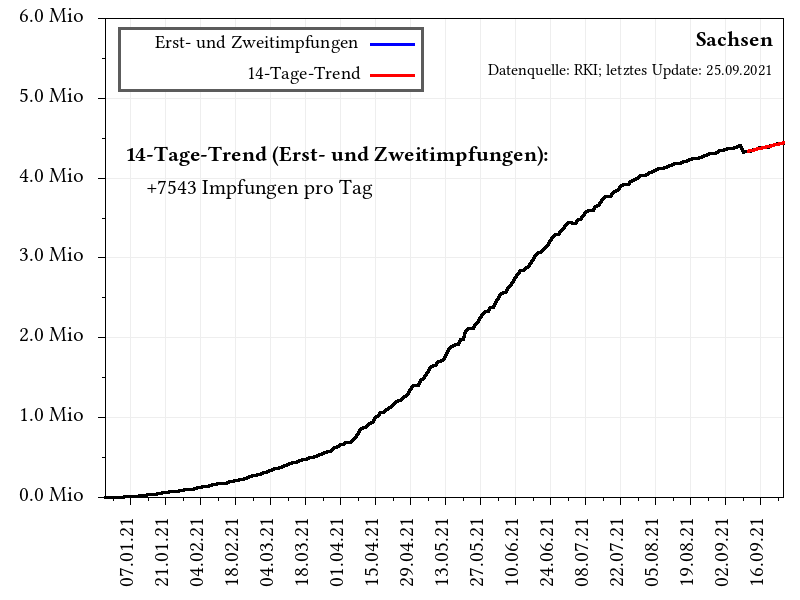 6.0 Mio
5.0 Mio
4.0 Mio
3.0 Mio
2.0 Mio
1.0 Mio
0.0 Mio
Erst- und Zweitimpfungen
14-Tage-Trend
Sachsen
Datenquelle: RKI; letztes Update: 25.09.2021
14-Tage-Trend (Erst- und Zweitimpfungen):
+7543 Impfungen pro Tag
07.01.21
21.01.21
04.02.21
18.02.21
04.03.21
18.03.21
01.04.21
15.04.21
29.04.21
13.05.21
27.05.21
10.06.21
24.06.21
08.07.21
22.07.21
05.08.21
19.08.21
02.09.21
16.09.21